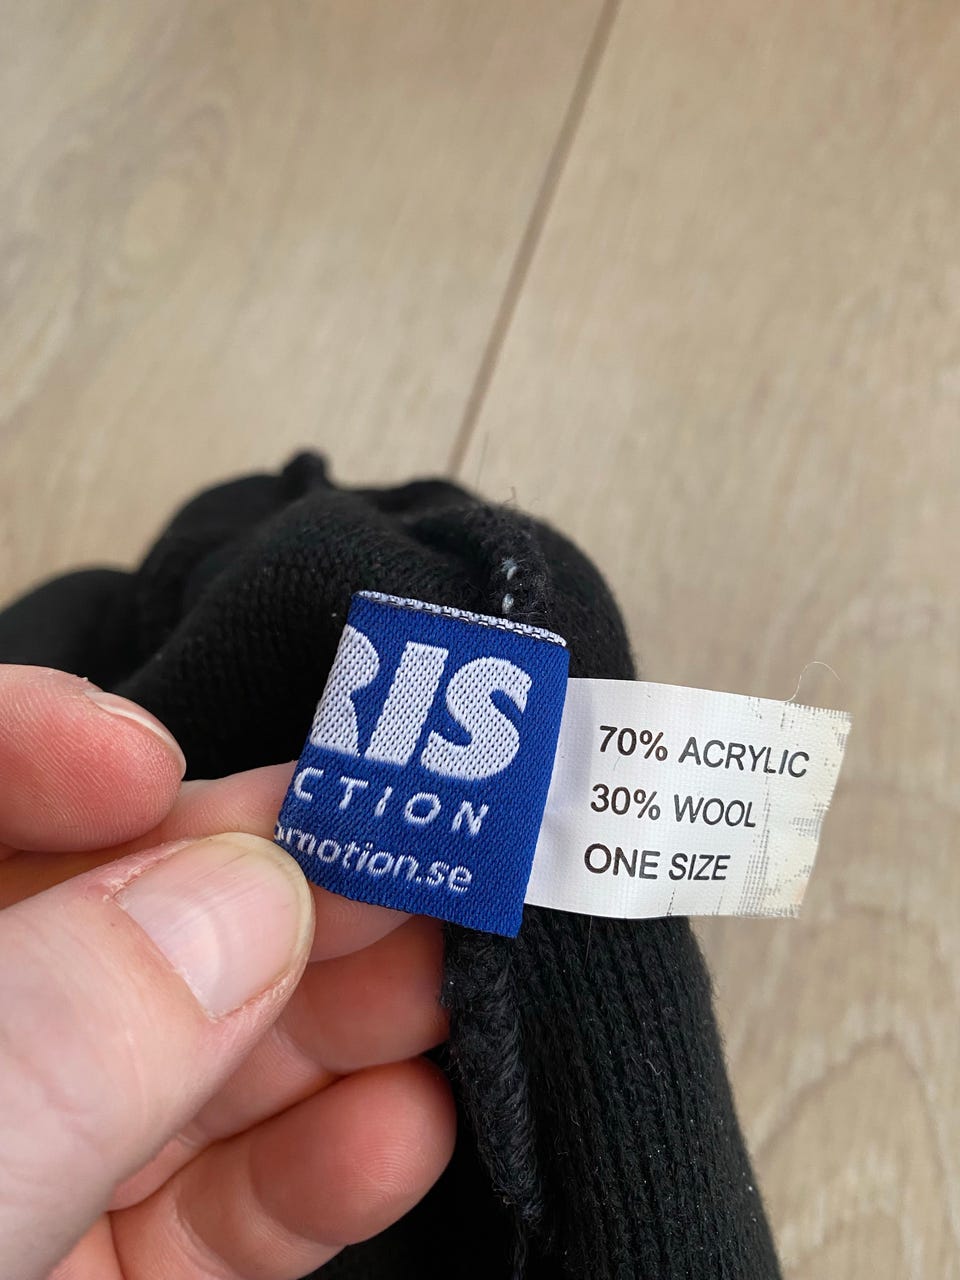 RIS
CTION
motion.se
70% ACRYLIC
30% WOOL
ONE SIZE